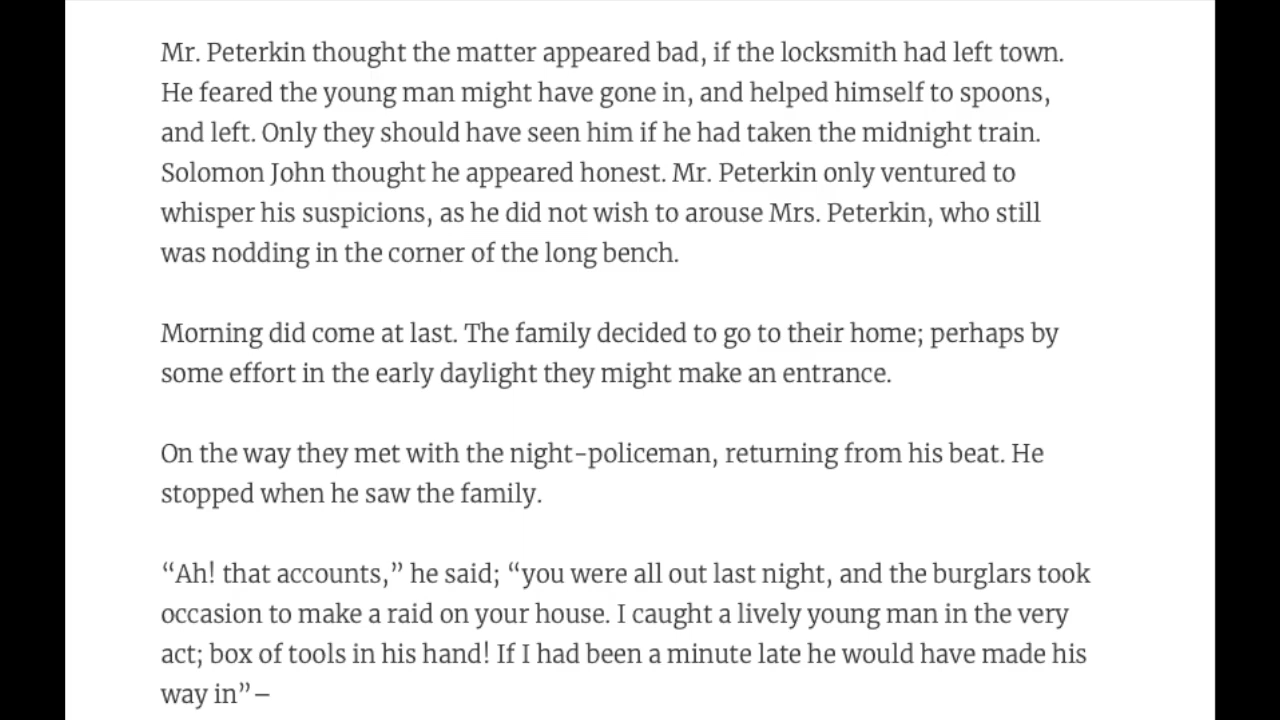 Mr. Peterkin thought the matter appeared bad, if the locksmith had left town.
He feared the young man might have gone in, and helped himself to spoons,
and left. Only they should have seen him if he had taken the midnight train.
Solomon John thought he appeared honest. Mr. Peterkin only ventured to
whisper his suspicions, as he did not wish to arouse Mrs. Peterkin, who still
was nodding in the corner of the long bench.
Morning did come at last. The family decided to go to their home; perhaps by
some effort in the early daylight they might make an entrance.
On the way they met with the night-policeman, returning from his beat. He
stopped when he saw the family.
“Ah! that accounts,” he said; “you were all out last night, and the burglars took
occasion to make a raid on your house. I caught a lively young man in the very
act; box of tools in his hand! If I had been a minute late he would have made his
way in”–